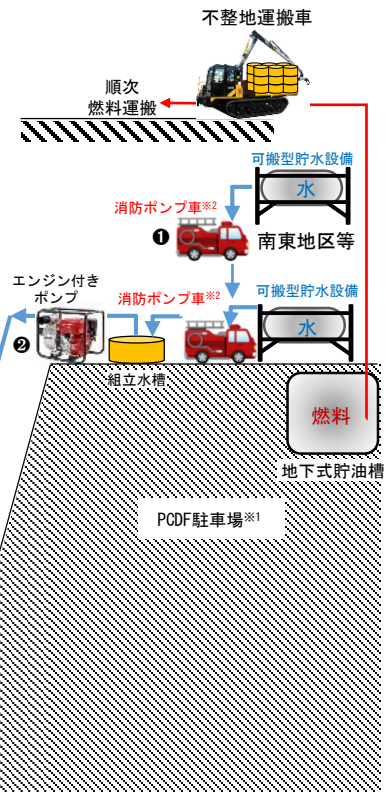 不整地運搬車
順次
燃料運搬
可搬型貯水設備
水
消防ポンプ車※2
❶
南東地区等
エンジン付き
ポンプ
消防ポンプ車※2
可搬型貯水設備
水
❷
組立水槽
燃料
地下式貯油槽
PCDF駐車場※1